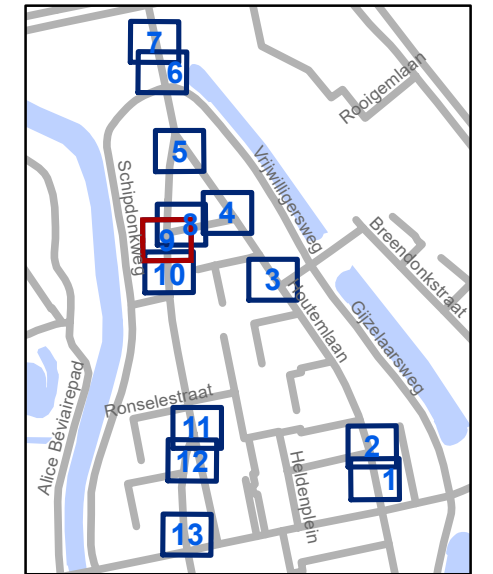 7
6
Rooigemlaan
5
Vrijwilligersweg
Schipdonkweg
4
8
9
Breendonkstraat
10
3
Houtemlaan
Gijzelaarsweg
Alice Béviairepad
Ronselestraat
11
2
12
Heldenplein
1
13